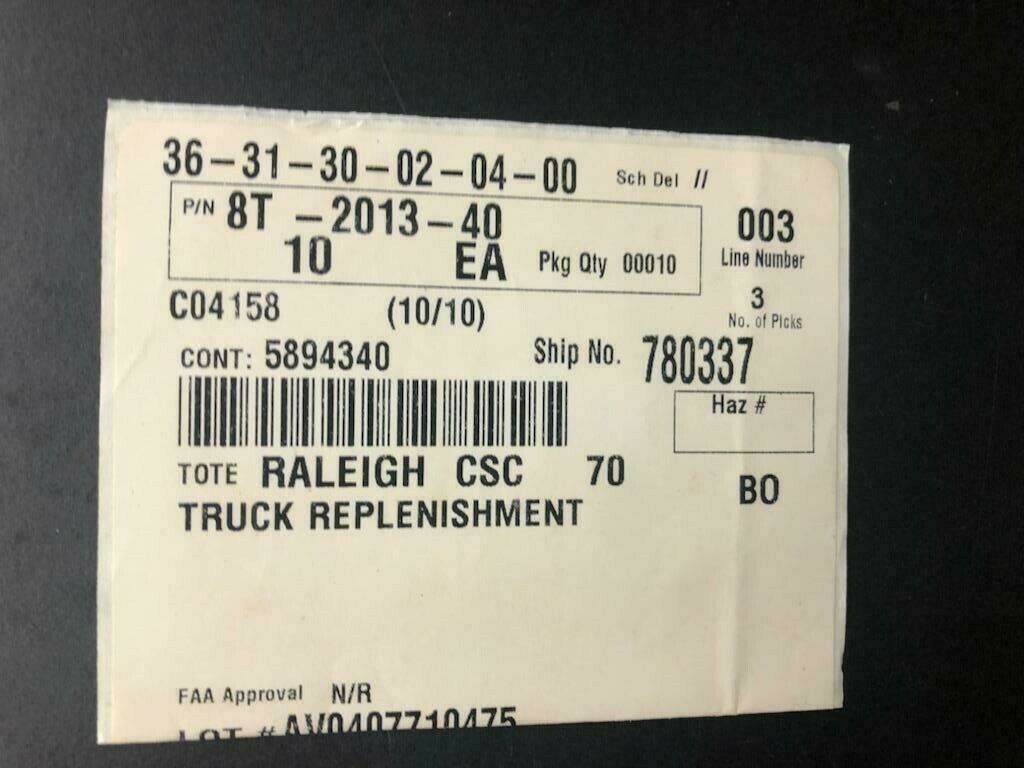 36-31-30-02-04-00 Sch Del //
P/N 8T -2013-40
10 EA Pkg Qty 00010
003
Line Number
C04158 (10/10)
3
No. of Picks
CONT: 5894340 Ship No. 780337
Haz #
TOTE RALEIGH CSC 70
BO
TRUCK REPLENISHMENT
FAA Approval N/R
LOT #AV0407710475